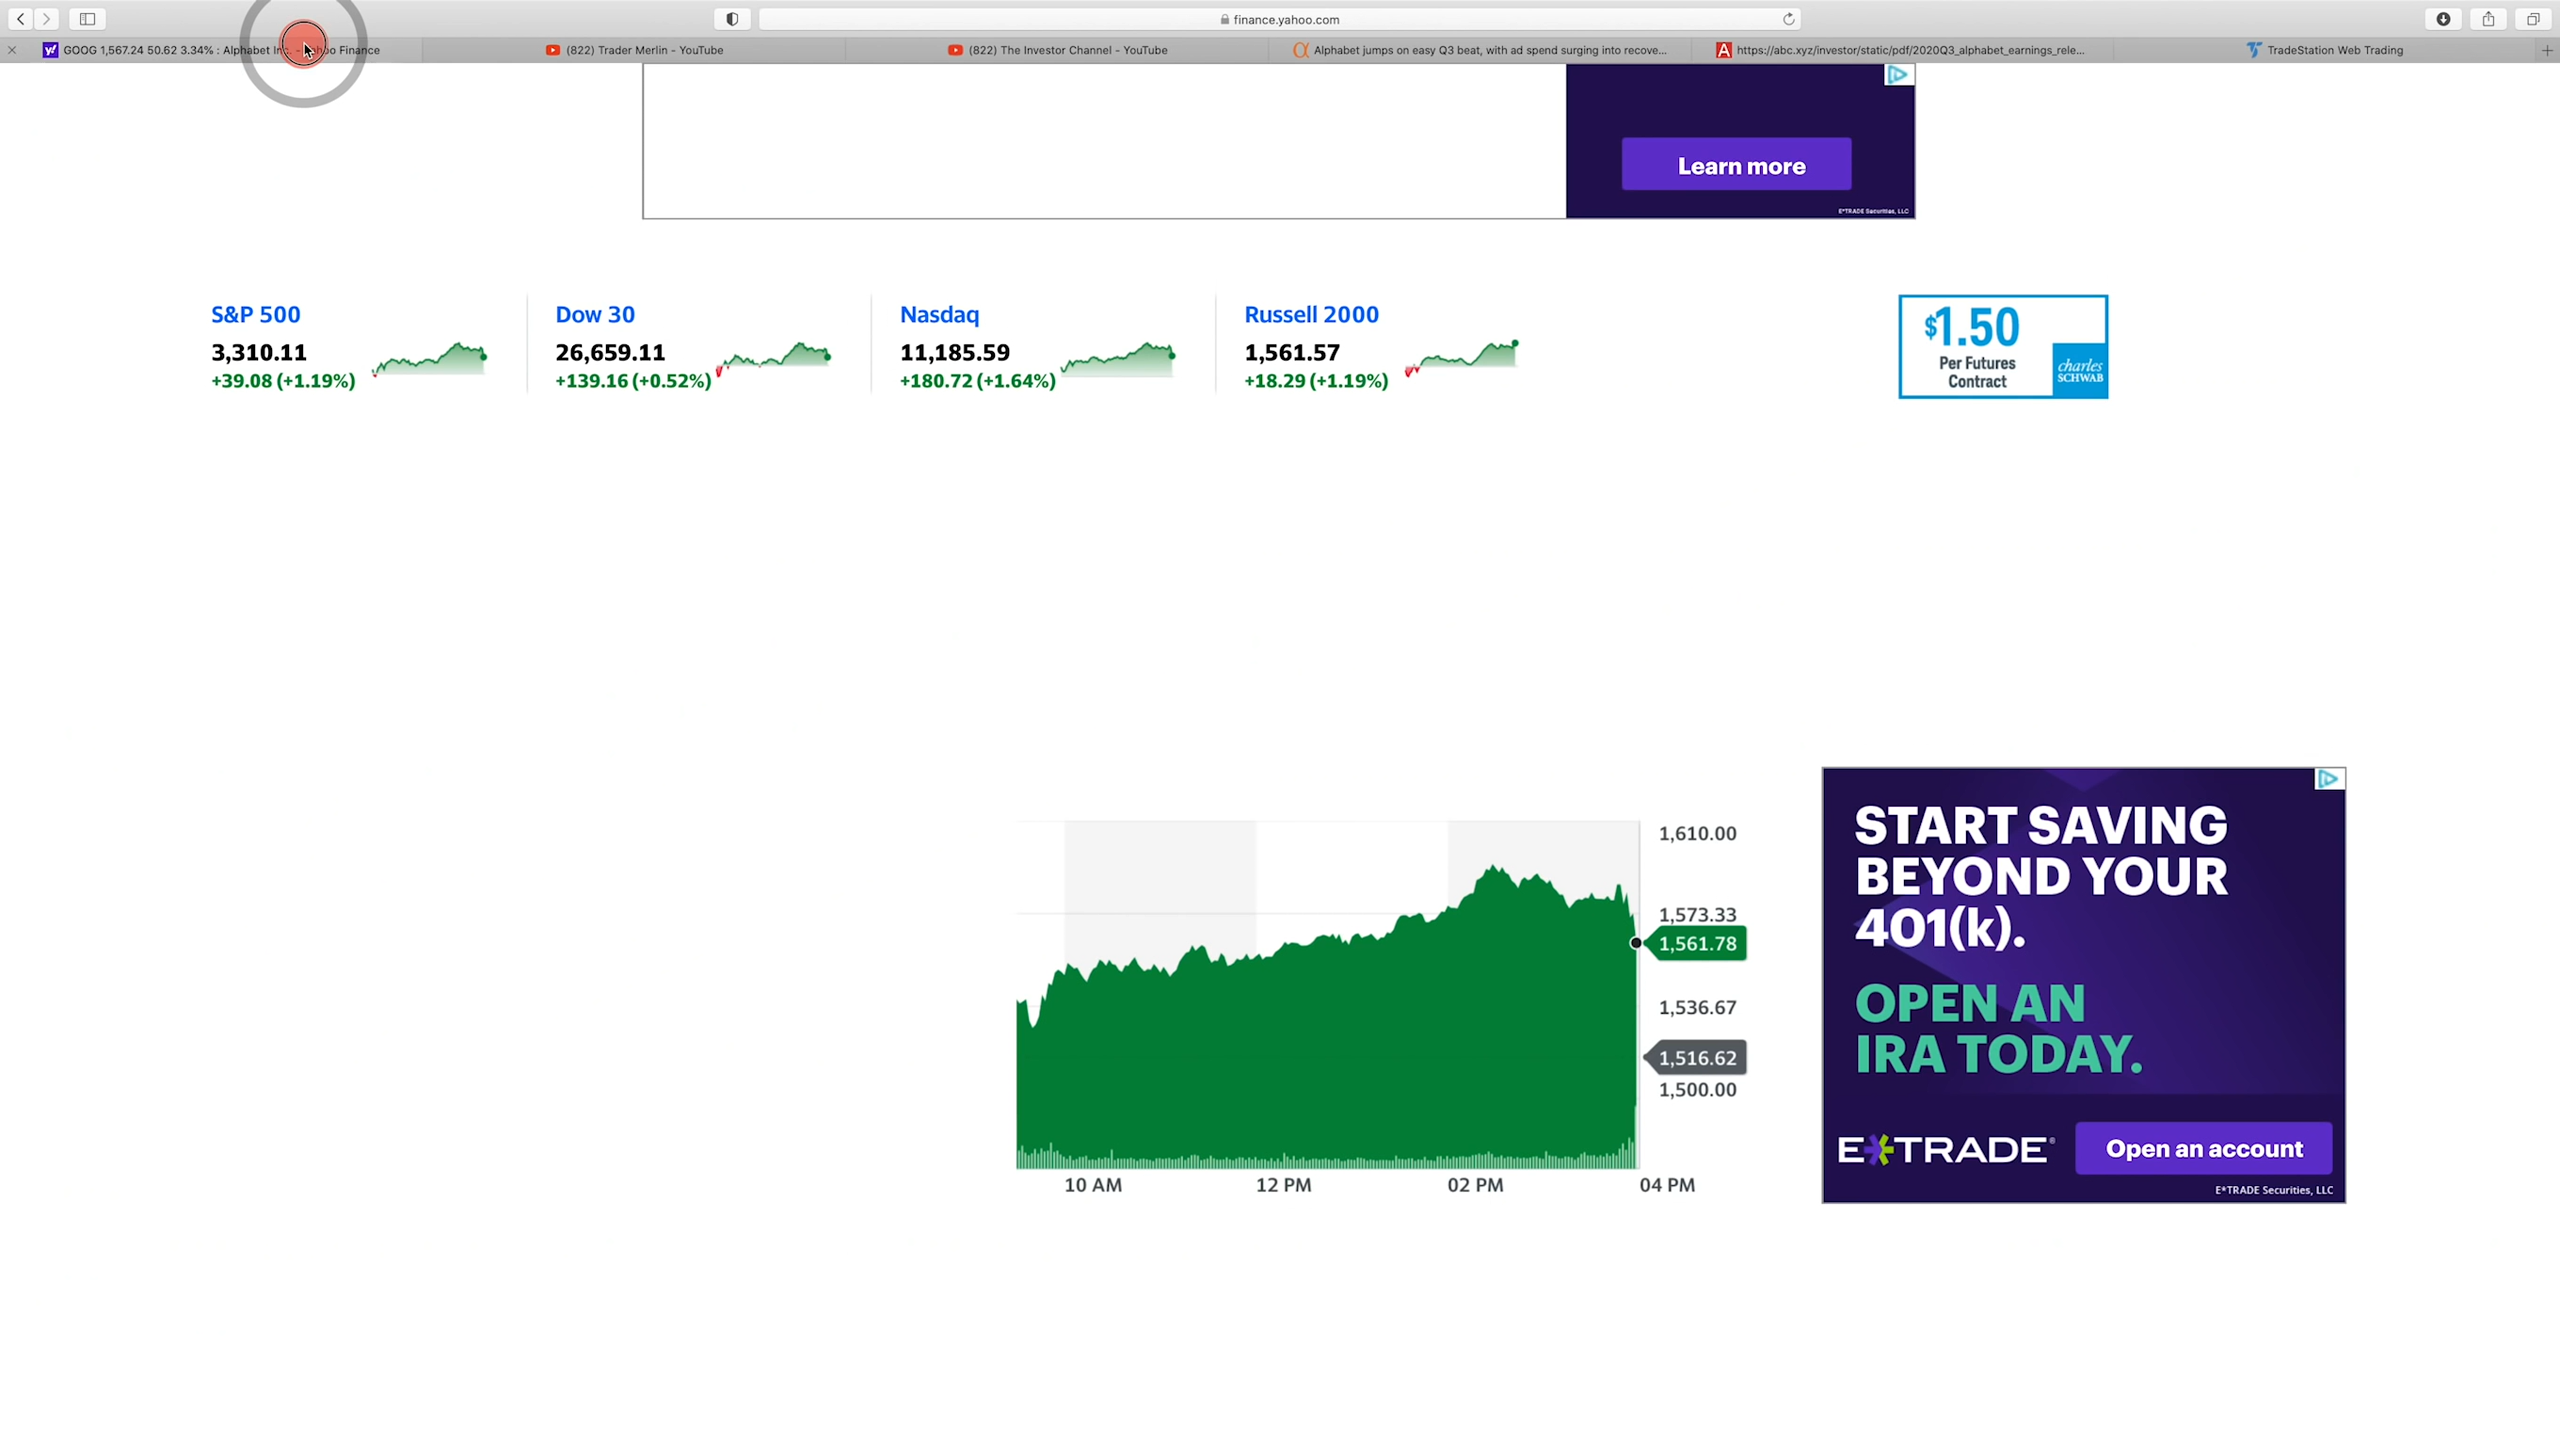 finance.yahoo.com
GOOG 1,567.24 50.62 3.34% : Alphabet Inc. - Yahoo Finance
(822) Trader Merlin - YouTube
(822) The Investor Channel - YouTube
Alphabet jumps on easy Q3 beat, with ad spend surging into recove...
https://abc.xyz/investor/static/pdf/2020Q3_alphabet_earnings_rele...
TradeStation Web Trading
Learn more
E*TRADE Securities, LLC
S&P 500
3,310.11
+39.08 (+1.19%)
Dow 30
26,659.11
+139.16 (+0.52%)
Nasdaq
11,185.59
+180.72 (+1.64%)
Russell 2000
1,561.57
+18.29 (+1.19%)
$1.50
Per Futures
Contract
charles
SCHWAB
1,610.00
1,573.33
1,561.78
1,536.67
1,516.62
1,500.00
10 AM
12 PM
02 PM
04 PM
START SAVING
BEYOND YOUR
401(k).
OPEN AN
IRA TODAY.
E*TRADE®
Open an account
E*TRADE Securities, LLC